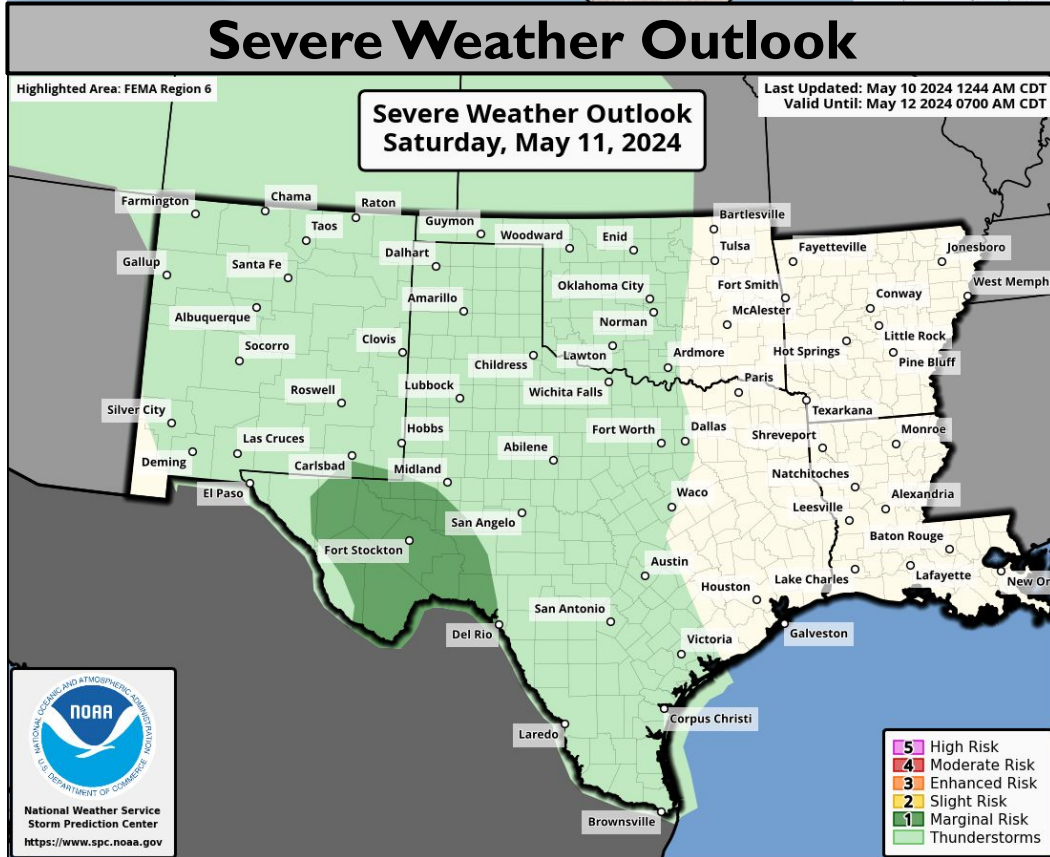 Severe Weather Outlook
Highlighted Area: FEMA Region 6
Last Updated: May 10 2024 1244 AM CDT
Valid Until: May 12 2024 0700 AM CDT
Severe Weather Outlook
Saturday, May 11, 2024
Farmington
Chama
Raton
Taos
Guymon
Bartlesville
Woodward
Enid
Tulsa
Fayetteville
Jonesboro
Gallup
Santa Fe
Dalhart
Oklahoma City
Fort Smith
West Memph
Albuquerque
Amarillo
Norman
McAlester
Conway
Socorro
Clovis
Childress
Lawton
Ardmore
Hot Springs
Little Rock
Pine Bluff
Roswell
Lubbock
Wichita Falls
Paris
Silver City
Hobbs
Texarkana
Las Cruces
Abilene
Fort Worth
Dallas
Shreveport
Monroe
Deming
Carlsbad
Midland
Natchitoches
El Paso
San Angelo
Waco
Leesville
Alexandria
Fort Stockton
Baton Rouge
Austin
Houston
Lake Charles
Lafayette
New Or
Del Rio
San Antonio
Victoria
Galveston
Laredo
Corpus Christi
Brownsville
NATIONAL OCEANIC AND ATMOSPHERIC ADMINISTRATION
NOAA
U.S. DEPARTMENT OF COMMERCE
National Weather Service
Storm Prediction Center
https://www.spc.noaa.gov
5 High Risk
4 Moderate Risk
3 Enhanced Risk
2 Slight Risk
1 Marginal Risk
Thunderstorms